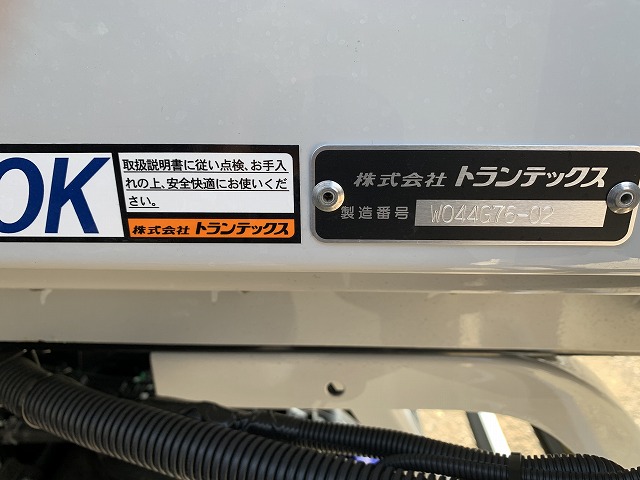 OK
取扱説明書に従い点検、お手入
れの上、安全快適にお使いくだ
さい。
株式会社 トランテックス
株式会社 トランテックス
製造番号 W044G76-02